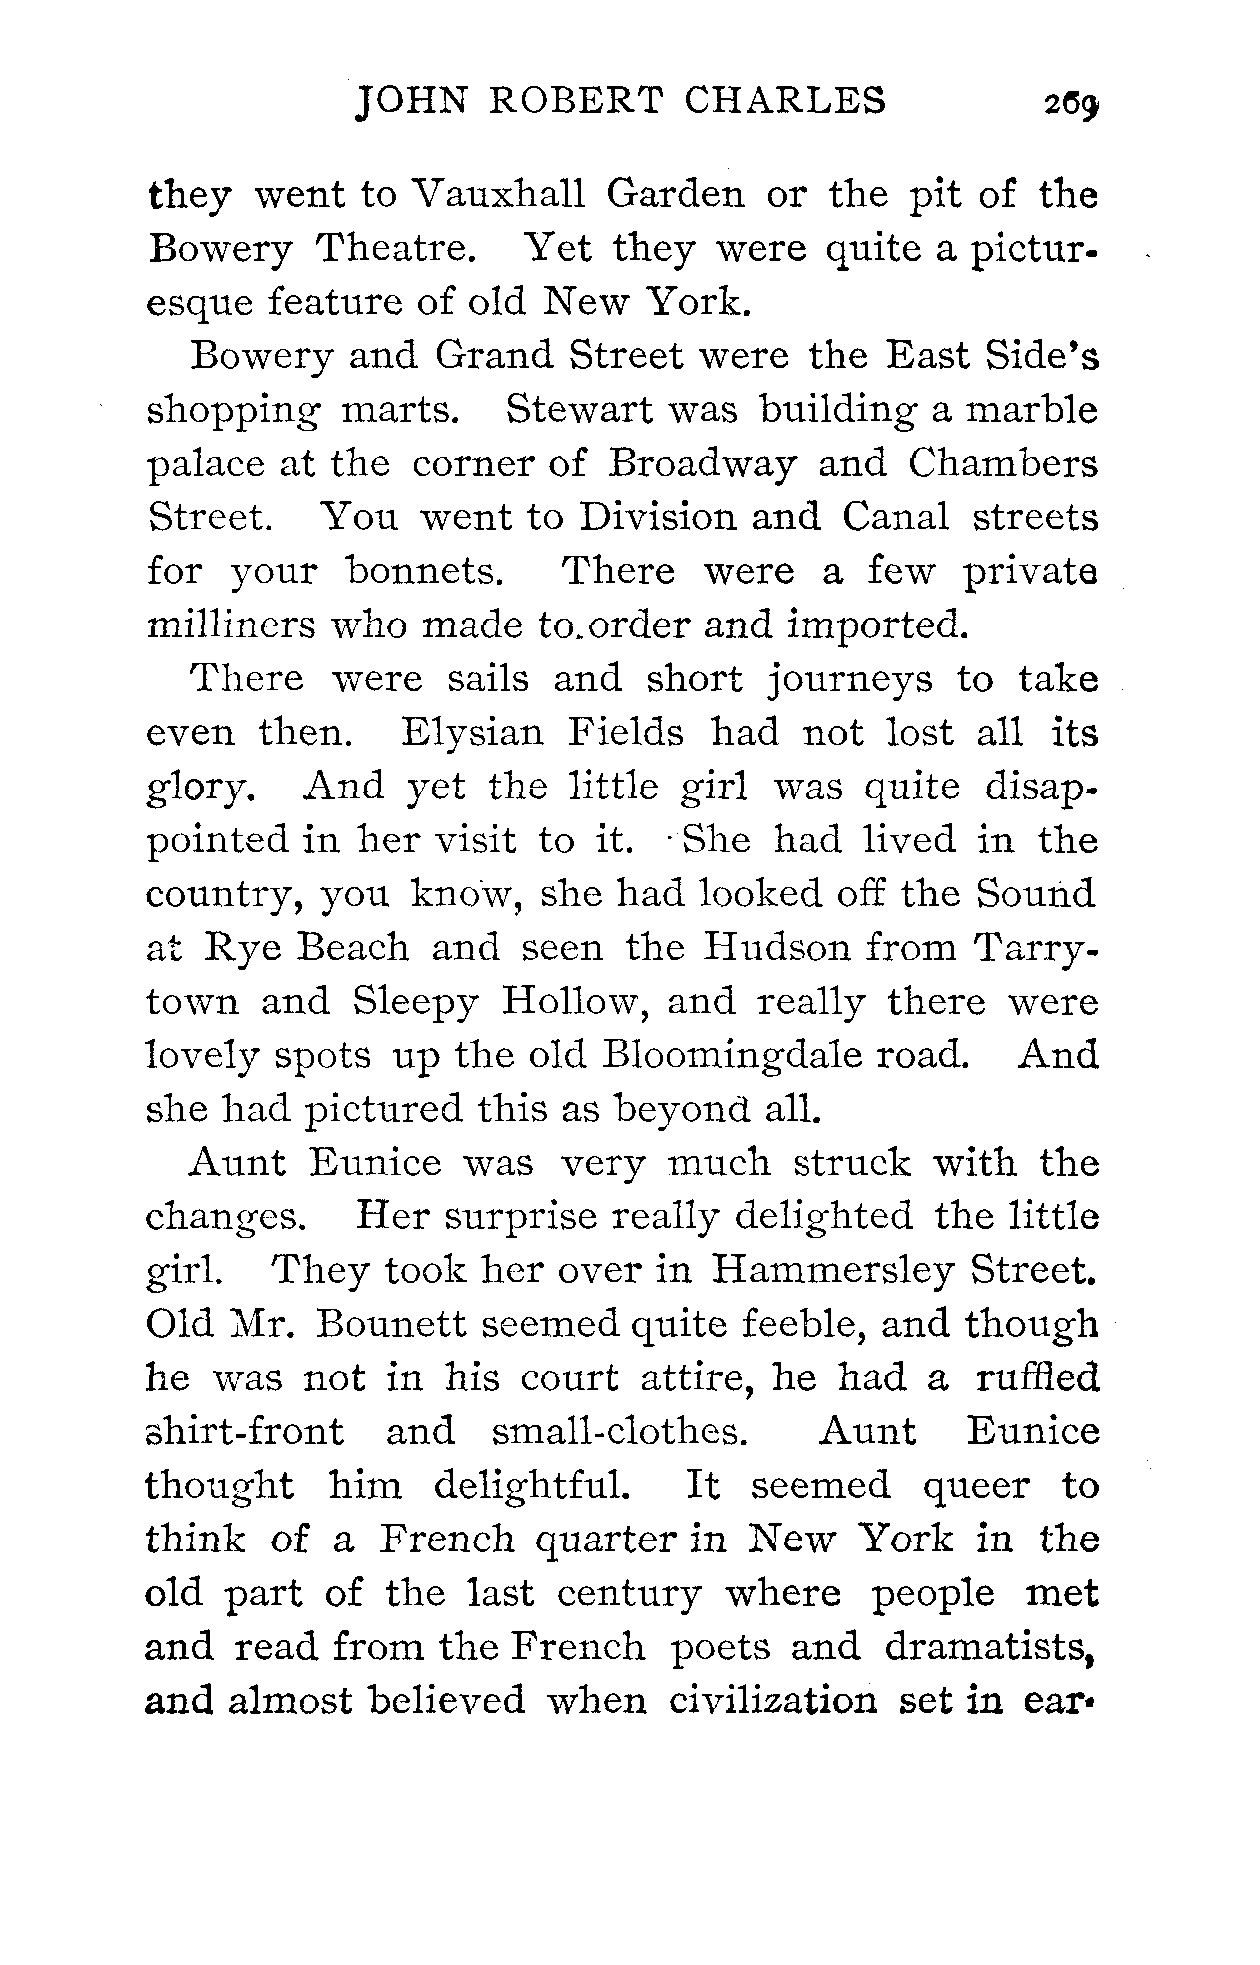 JOHN ROBERT CHARLES 269
they went to Vauxhall Garden or the pit of the
Bowery Theatre. Yet they were quite a pictur-
esque feature of old New York.
Bowery and Grand Street were the East Side's
shopping marts. Stewart was building a marble
palace at the corner of Broadway and Chambers
Street. You went to Division and Canal streets
for your bonnets. There were a few private
milliners who made to order and imported.
There were sails and short journeys to take
even then. Elysian Fields had not lost all its
glory. And yet the little girl was quite disap-
pointed in her visit to it. She had lived in the
country, you know, she had looked off the Sound
at Rye Beach and seen the Hudson from Tarry-
town and Sleepy Hollow, and really there were
lovely spots up the old Bloomingdale road. And
she had pictured this as beyond all.
Aunt Eunice was very much struck with the
changes. Her surprise really delighted the little
girl. They took her over in Hammersley Street.
Old Mr. Bounett seemed quite feeble, and though
he was not in his court attire, he had a ruffled
shirt-front and small-clothes. Aunt Eunice
thought him delightful. It seemed queer to
think of a French quarter in New York in the
old part of the last century where people met
and read from the French poets and dramatists,
and almost believed when civilization set in ear-